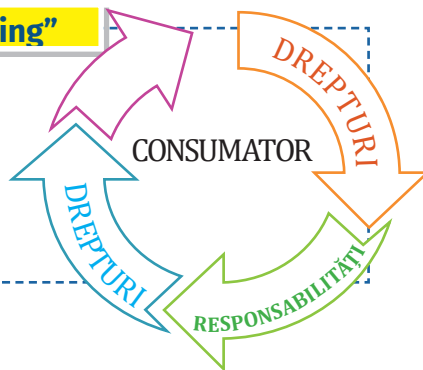 ing”
DREPTURI
CONSUMATOR
DREPTURI
RESPONSABILITĂȚI